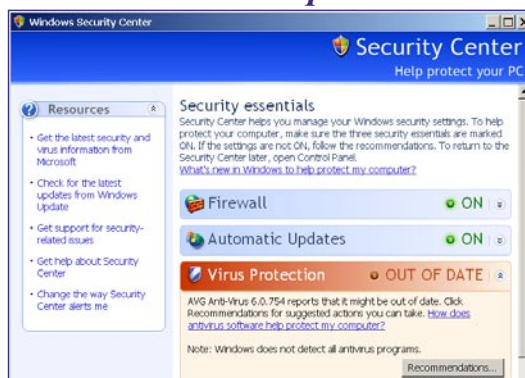 Windows Security Center
Security Center
Help protect your PC
Resources
Get the latest security and
virus information from
Microsoft
Check for the latest
updates from Windows
Update
Get support for security-
related issues
Get help about Security
Center
Change the way Security
Center alerts me
Security essentials
Security Center helps you manage your Windows security settings. To help
protect your computer, make sure the three security essentials are marked
ON. If the settings are not ON, follow the recommendations. To return to the
Security Center later, open Control Panel.
What's new in Windows to help protect my computer?
Firewall ON
Automatic Updates ON
Virus Protection OUT OF DATE
AVG Anti-Virus 6.0.754 reports that it might be out of date. Click
Recommendations for suggested actions you can take. How does
antivirus software help protect my computer?
Note: Windows does not detect all antivirus programs.
Recommendations...